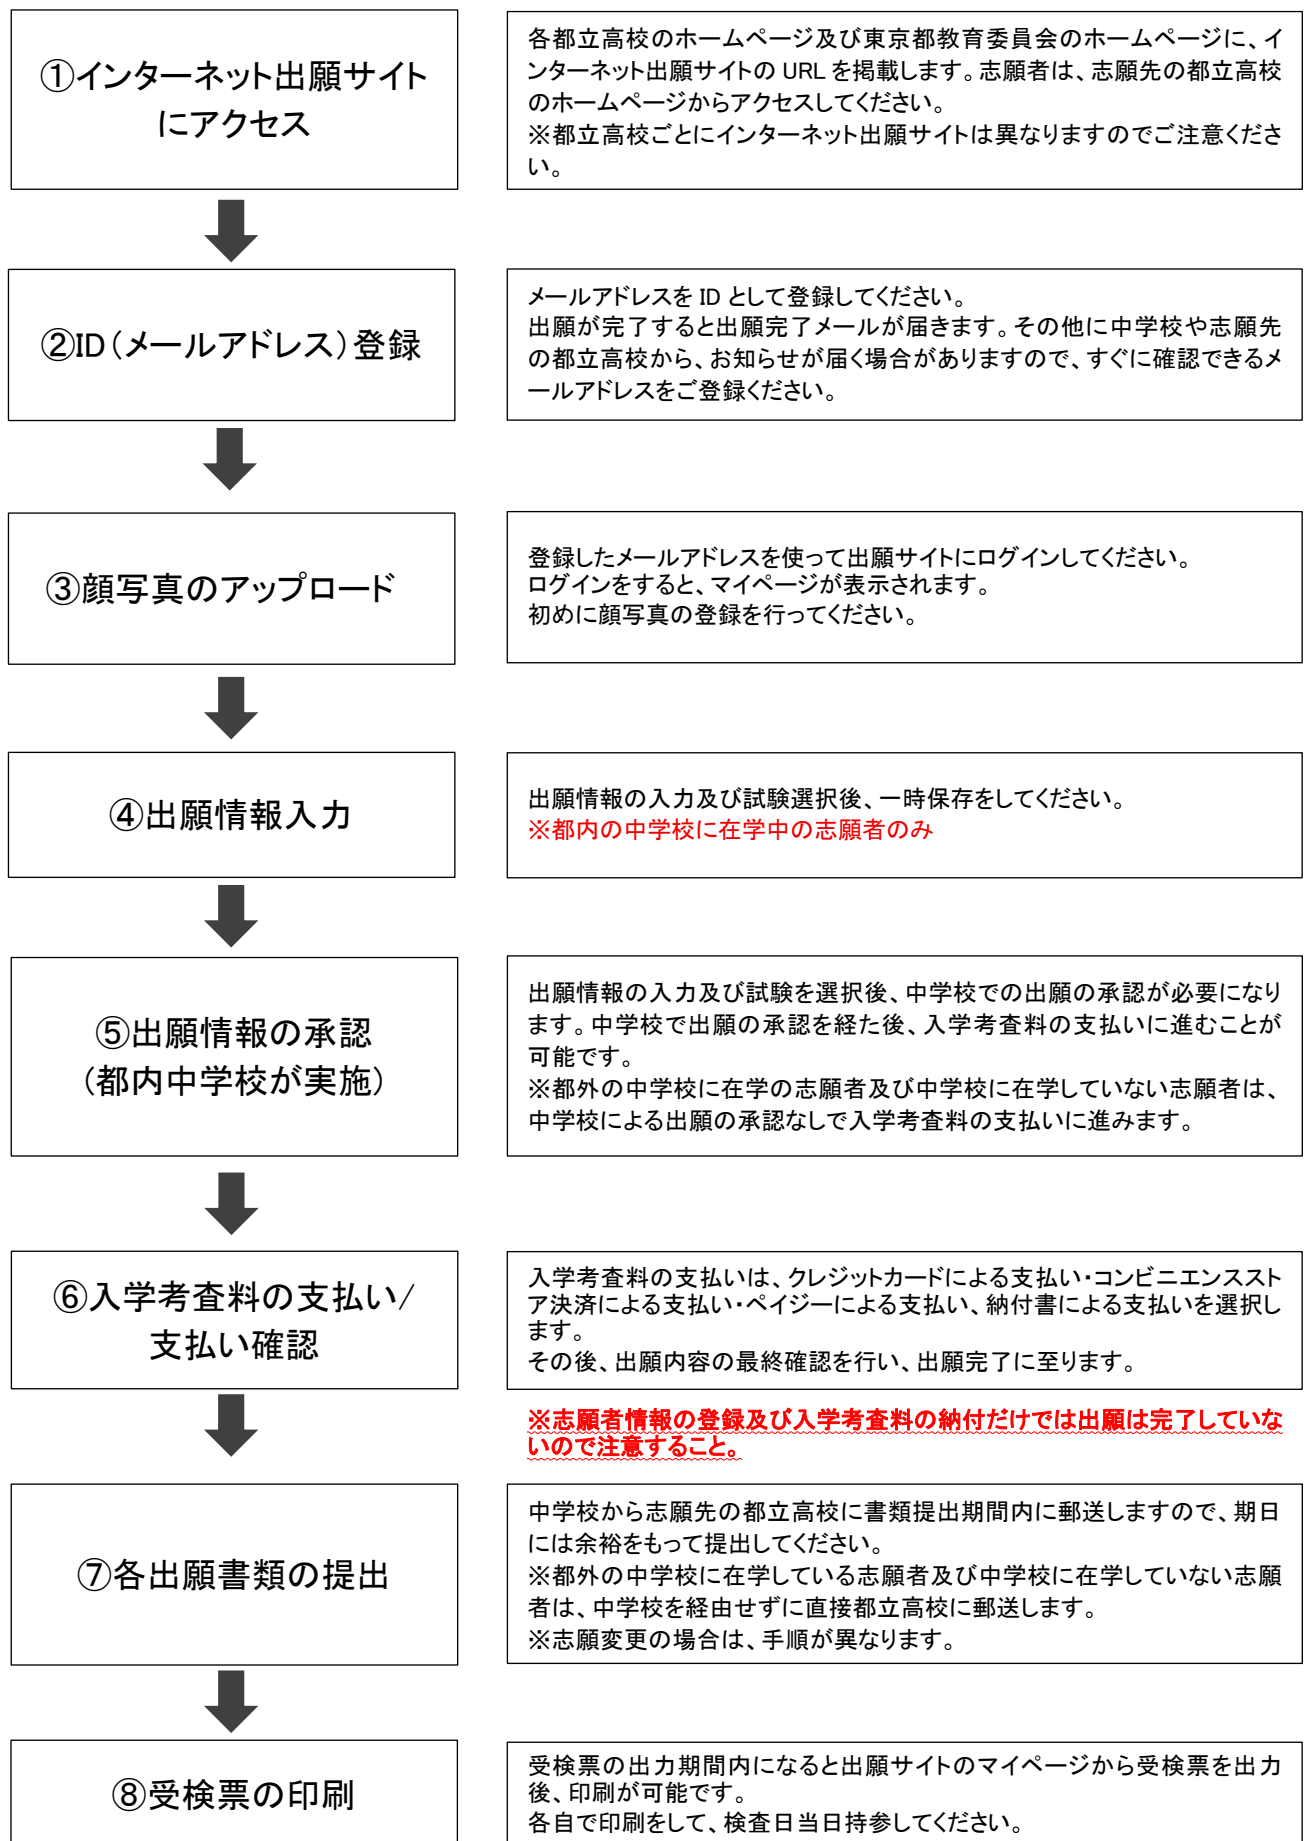 ①インターネット出願サイト
にアクセス
各都立高校のホームページ及び東京都教育委員会のホームページに、イ
ンターネット出願サイトの URL を掲載します。志願者は、志願先の都立高校
のホームページからアクセスしてください。
※都立高校ごとにインターネット出願サイトは異なりますのでご注意くださ
い。
②ID（メールアドレス）登録
メールアドレスを ID として登録してください。
出願が完了すると出願完了メールが届きます。その他に中学校や志願先
の都立高校から、お知らせが届く場合がありますので、すぐに確認できるメ
ールアドレスをご登録ください。
③顔写真のアップロード
登録したメールアドレスを使って出願サイトにログインしてください。
ログインをすると、マイページが表示されます。
初めに顔写真の登録を行ってください。
④出願情報入力
出願情報の入力及び試験選択後、一時保存をしてください。
※都内の中学校に在学中の志願者のみ
⑤出願情報の承認
（都内中学校が実施）
出願情報の入力及び試験を選択後、中学校での出願の承認が必要になり
ます。中学校で出願の承認を経た後、入学考査料の支払いに進むことが
可能です。
※都外の中学校に在学の志願者及び中学校に在学していない志願者は、
中学校による出願の承認なしで入学考査料の支払いに進みます。
⑥入学考査料の支払い/
支払い確認
入学考査料の支払いは、クレジットカードによる支払い・コンビニエンススト
ア決済による支払い・ペイジーによる支払い、納付書による支払いを選択し
ます。
その後、出願内容の最終確認を行い、出願完了に至ります。
※志願者情報の登録及び入学考査料の納付だけでは出願は完了していな
いので注意すること。
⑦各出願書類の提出
中学校から志願先の都立高校に書類提出期間内に郵送しますので、期日
には余裕をもって提出してください。
※都外の中学校に在学している志願者及び中学校に在学していない志願
者は、中学校を経由せずに直接都立高校に郵送します。
※志願変更の場合は、手順が異なります。
⑧受検票の印刷
受検票の出力期間内になると出願サイトのマイページから受検票を出力
後、印刷が可能です。
各自で印刷をして、検査日当日持参してください。